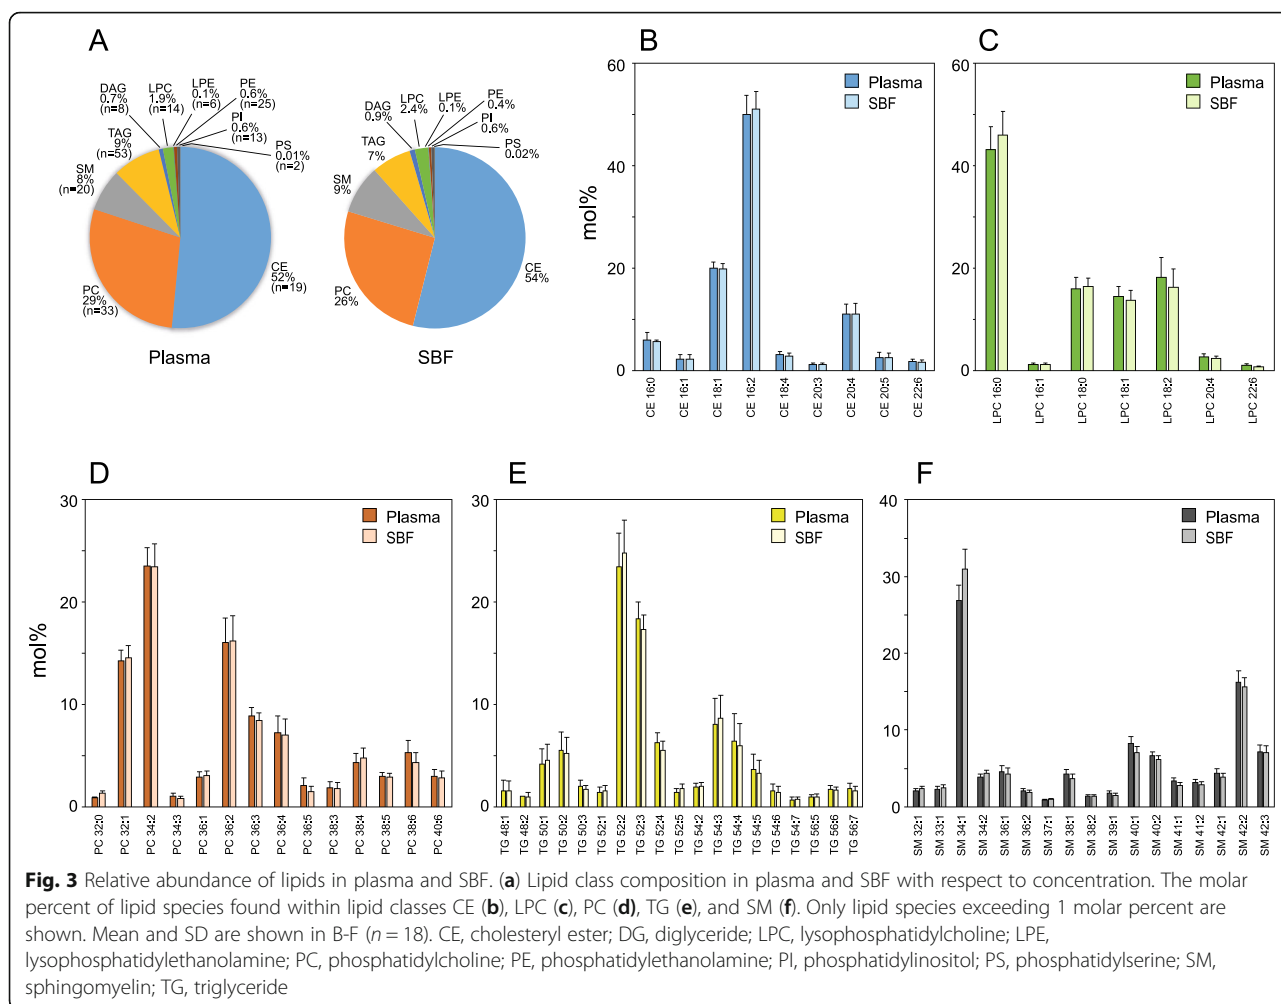 A
DAG
0.7%
(n=8)
LPC
1.9%
(n=14)
LPE
0.1%
(n=6)
PE
0.6%
(n=25)
PI
0.6%
(n=13)
PS
0.01%
(n=2)
TAG
9%
(n=53)
SM
8%
(n=20)
PC
29%
(n=33)
CE
52%
(n=19)
Plasma
DAG
0.9%
LPC
2.4%
LPE
0.1%
PE
0.4%
PI
0.6%
PS
0.02%
TAG
7%
SM
9%
PC
26%
CE
54%
SBF
B
mol%
60
40
20
0
Plasma
SBF
CE 16:0
CE 16:1
CE 18:1
CE 16:2
CE 18:4
CE 20:3
CE 20:4
CE 20:5
CE 22:6
C
60
40
20
0
Plasma
SBF
LPC 16:0
LPC 16:1
LPC 18:0
LPC 18:1
LPC 18:2
LPC 20:4
LPC 22:6
D
mol%
30
20
10
0
Plasma
SBF
PC 32:0
PC 32:1
PC 34:2
PC 34:3
PC 36:1
PC 36:2
PC 36:3
PC 36:4
PC 36:5
PC 38:3
PC 38:4
PC 38:5
PC 38:6
PC 40:6
E
30
20
10
0
Plasma
SBF
TG 48:1
TG 48:2
TG 50:1
TG 50:2
TG 50:3
TG 52:1
TG 52:2
TG 52:3
TG 52:4
TG 52:5
TG 54:2
TG 54:3
TG 54:4
TG 54:5
TG 54:6
TG 54:7
TG 56:5
TG 56:6
TG 56:7
F
40
30
20
10
0
Plasma
SBF
SM 32:1
SM 33:1
SM 34:1
SM 34:2
SM 36:1
SM 36:2
SM 37:1
SM 38:1
SM 38:2
SM 39:1
SM 40:1
SM 40:2
SM 41:1
SM 41:2
SM 42:1
SM 42:2
SM 42:3
Fig. 3 Relative abundance of lipids in plasma and SBF. (a) Lipid class composition in plasma and SBF with respect to concentration. The molar
percent of lipid species found within lipid classes CE (b), LPC (c), PC (d), TG (e), and SM (f). Only lipid species exceeding 1 molar percent are
shown. Mean and SD are shown in B-F (n = 18). CE, cholesteryl ester; DG, diglyceride; LPC, lysophosphatidylcholine; LPE,
lysophosphatidylethanolamine; PC, phosphatidylcholine; PE, phosphatidylethanolamine; PI, phosphatidylinositol; PS, phosphatidylserine; SM,
sphingomyelin; TG, triglyceride